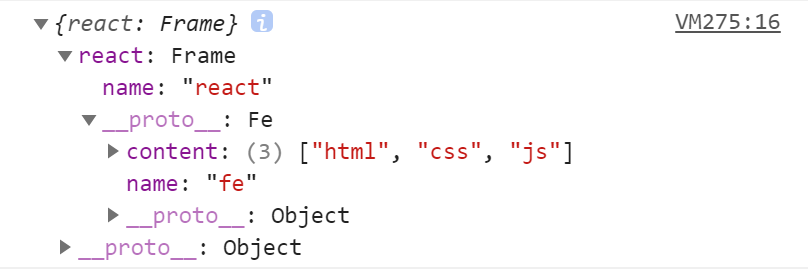 {react: Frame} i VM275:16
react: Frame
name: "react"
__proto__: Fe
content: (3) ["html", "css", "js"]
name: "fe"
__proto__: Object
__proto__: Object